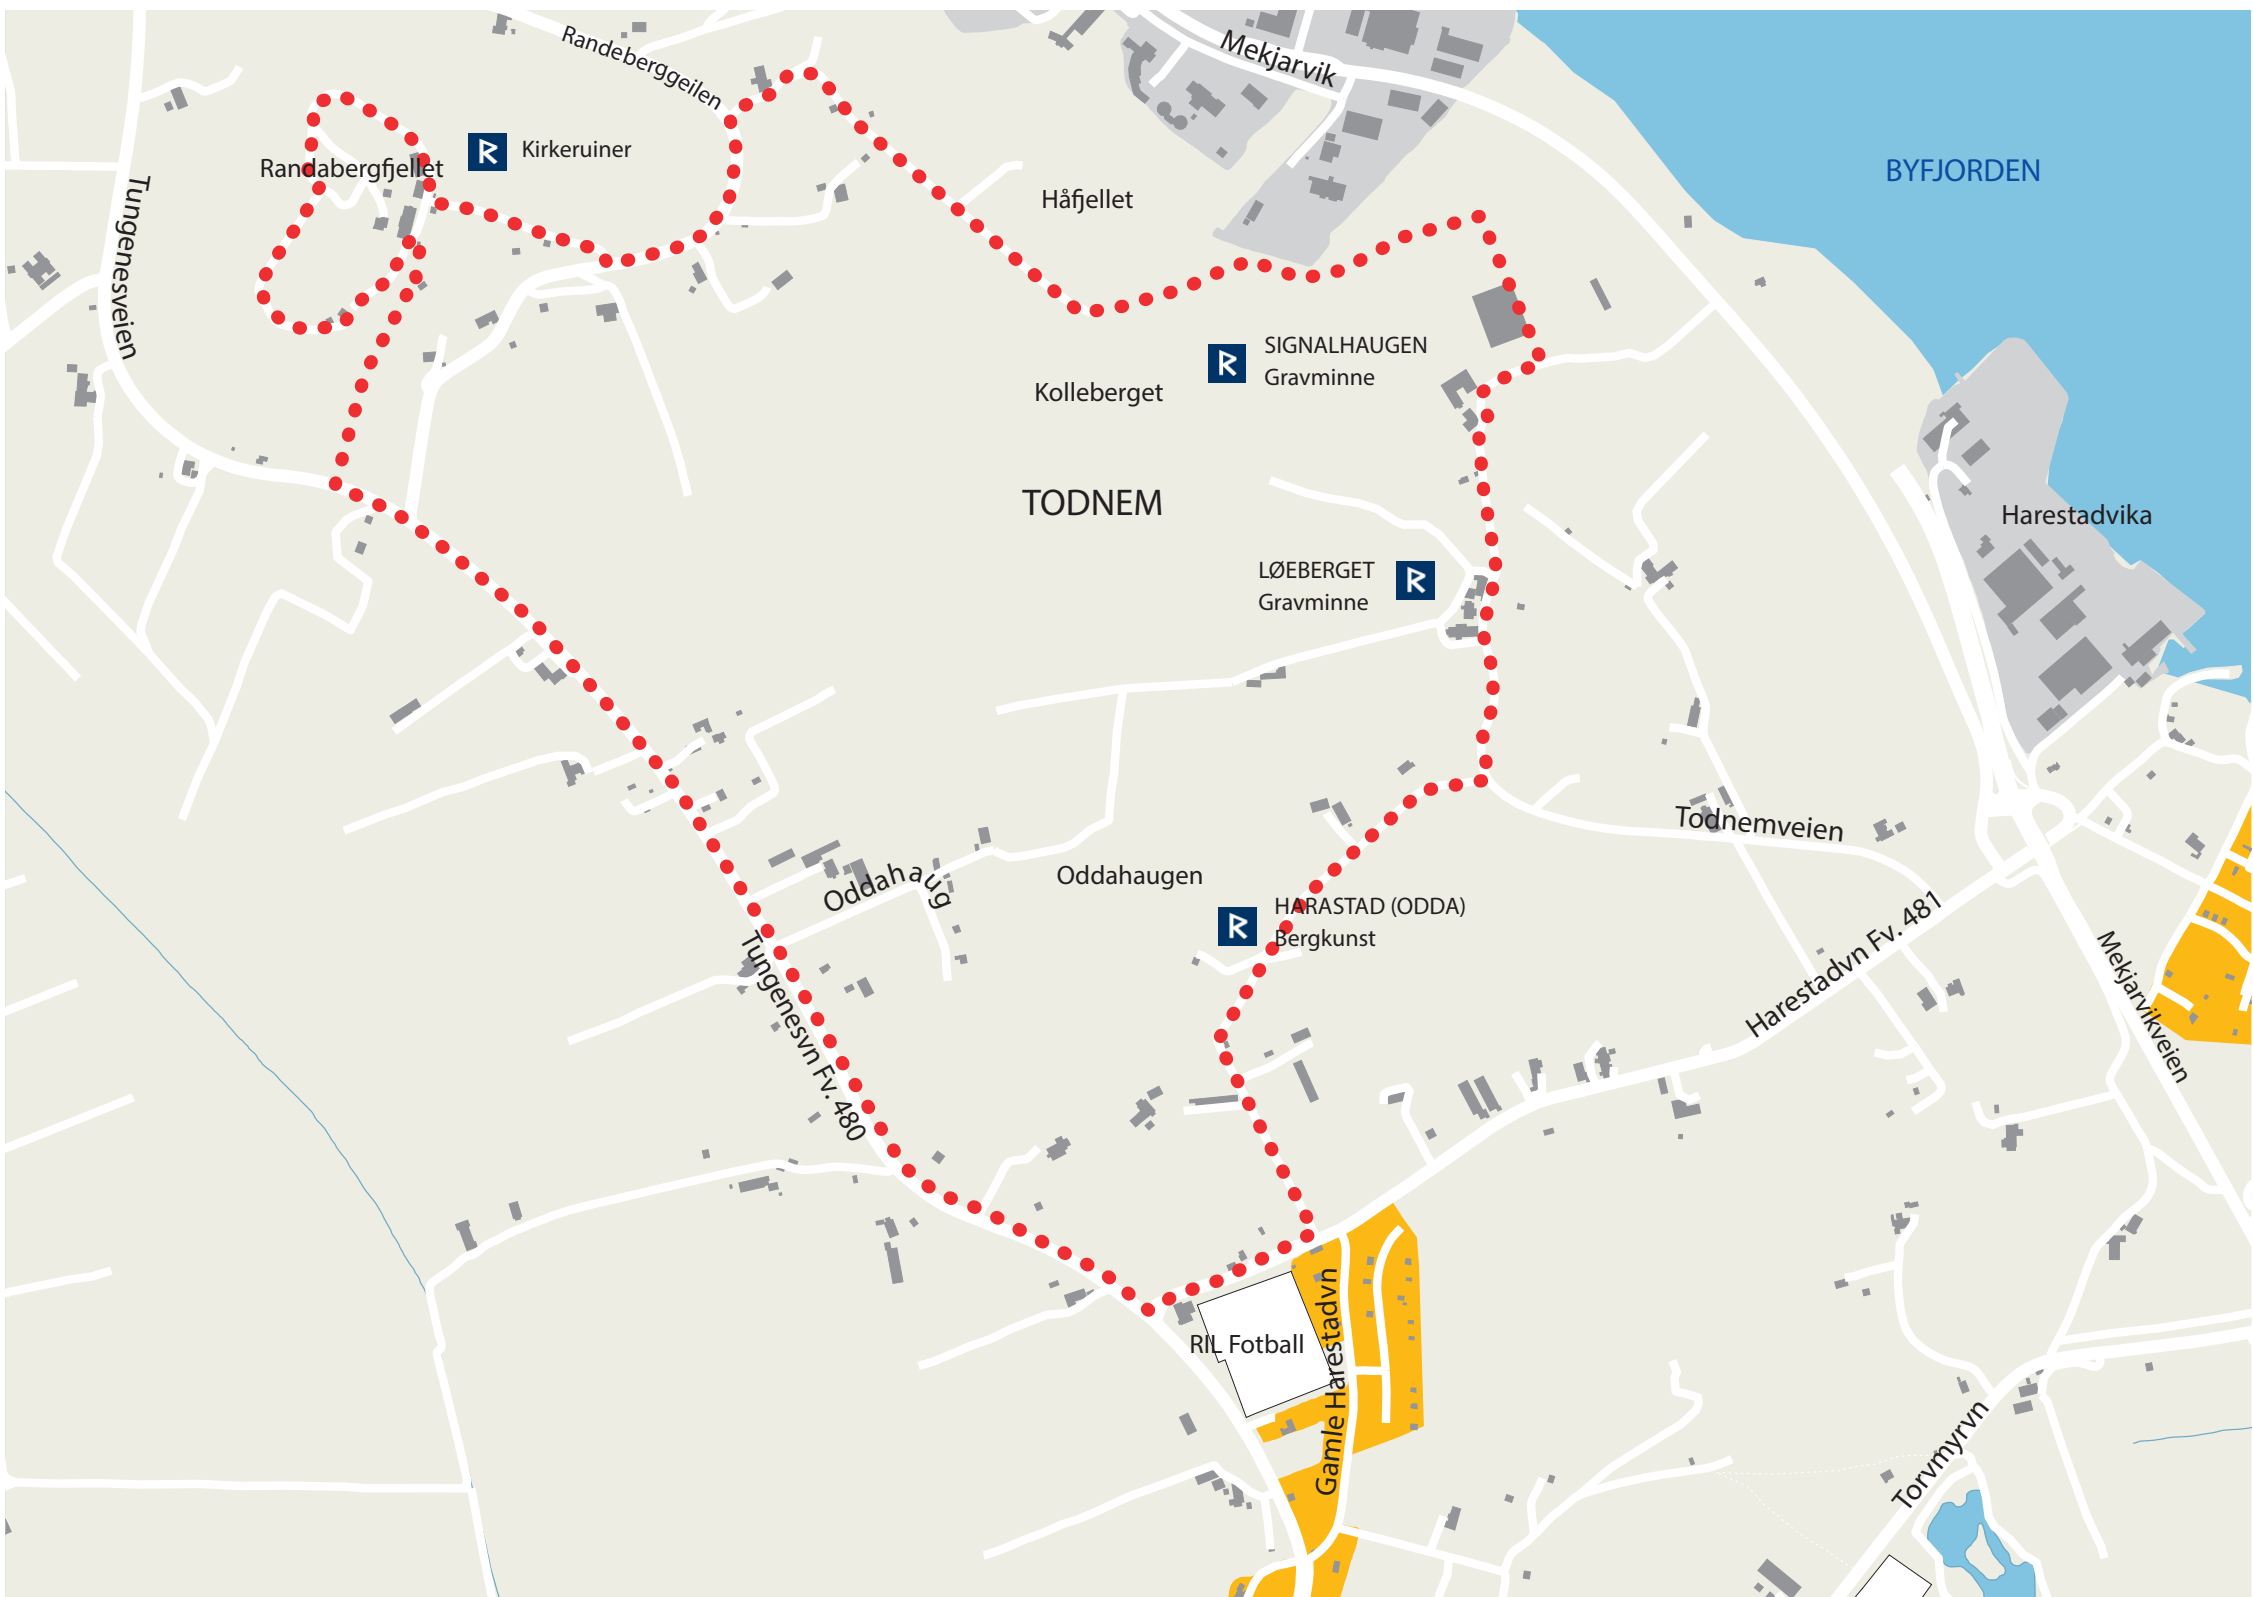 Randeberggeilen
Mekjarvik
Kirkeruiner
Randabergfjellet
BYFJORDEN
Håfjellet
Tungenesveien
SIGNALHAUGEN
Gravminne
Kolleberget
TODNEM
Harestadvika
LØEBERGET
Gravminne
Todnemveien
Oddahaug
Oddahaugen
HARASTAD (ODDA)
Bergkunst
Harestadvn Fv. 481
Tungenesvn Fv. 480
Mekjarvikveien
RIL Fotball
Gamle Harestadvn
Torvmyrvn